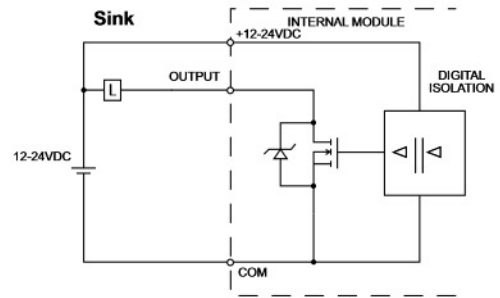 Sink
INTERNAL MODULE
+12-24VDC
OUTPUT
DIGITAL
ISOLATION
L
12-24VDC
COM